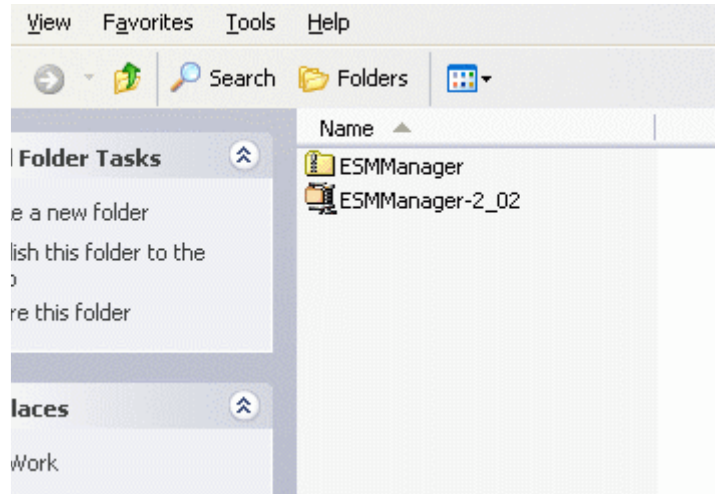 View Favorites Tools Help
Search Folders
Name
Folder Tasks
e a new folder
lish this folder to the
re this folder
laces
Work
ESMManager
ESMManager-2_02